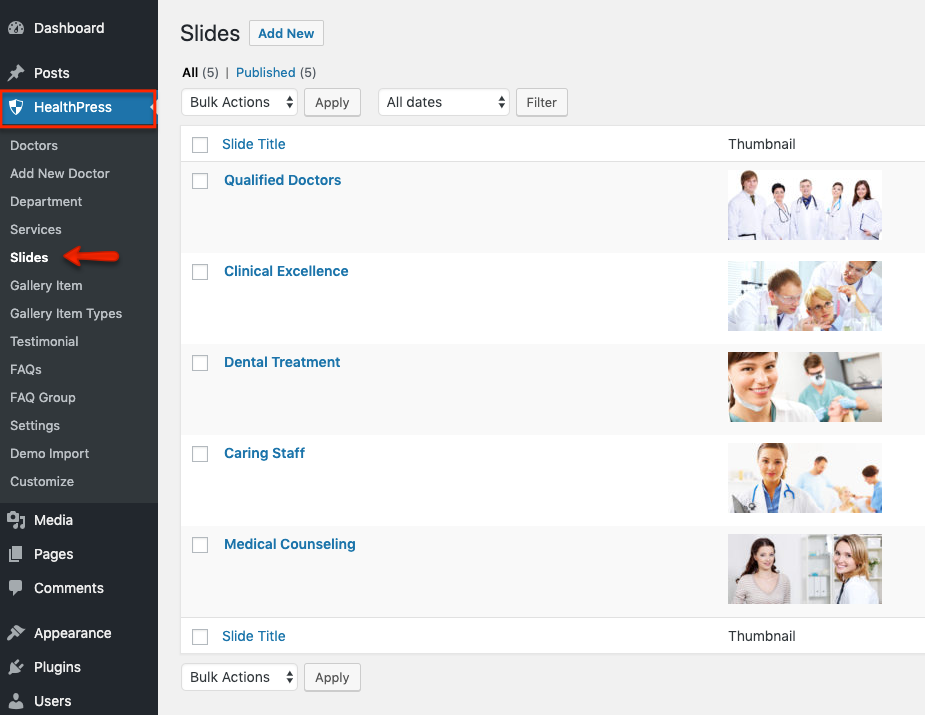 Dashboard
Posts
HealthPress
Doctors
Add New Doctor
Department
Services
Slides
Gallery Item
Gallery Item Types
Testimonial
FAQs
FAQ Group
Settings
Demo Import
Customize
Media
Pages
Comments
Appearance
Plugins
Users
Slides Add New
All (5) | Published (5)
Bulk Actions Apply All dates Filter
Slide Title Thumbnail
Qualified Doctors
Clinical Excellence
Dental Treatment
Caring Staff
Medical Counseling
Slide Title Thumbnail
Bulk Actions Apply